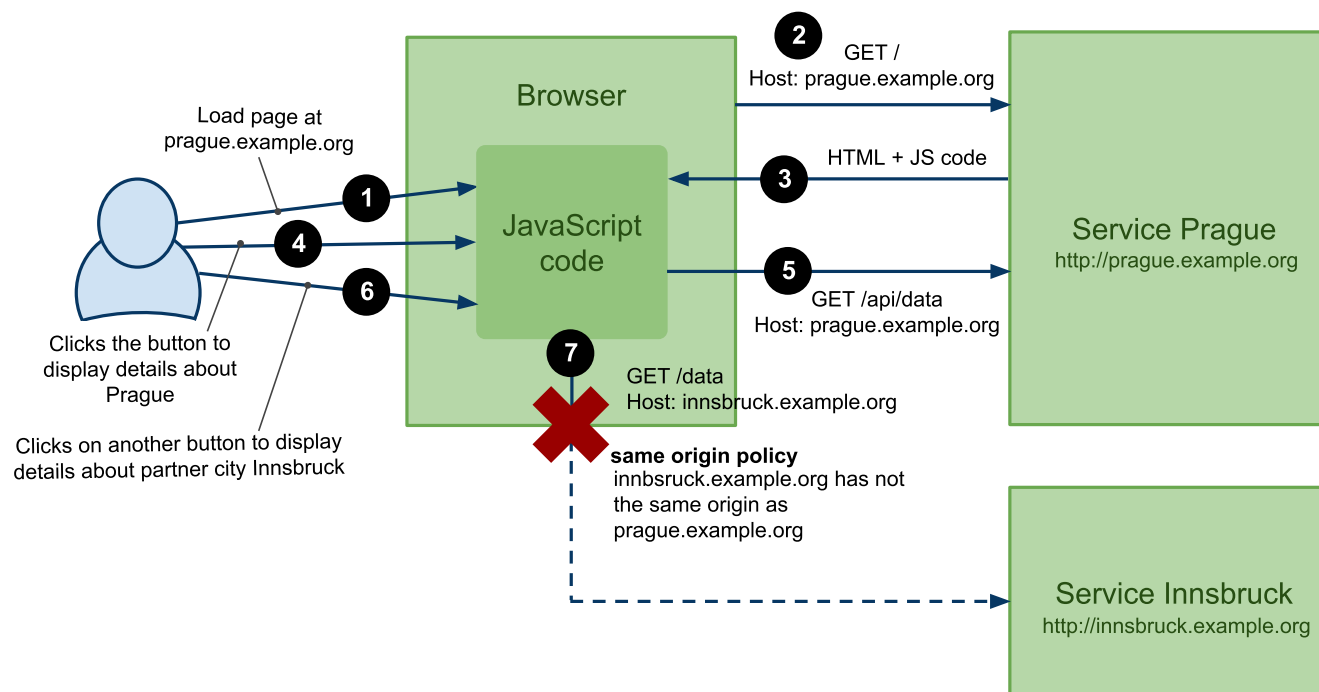 2
GET /
Host: prague.example.org
Browser
Load page at
prague.example.org
1
3
HTML + JS code
JavaScript
code
4
Service Prague
http://prague.example.org
5
GET /api/data
Host: prague.example.org
6
Clicks the button to
display details about
Prague
7
GET /data
Host: innsbruck.example.org
Clicks on another button to display
details about partner city Innsbruck
same origin policy
innbsruck.example.org has not
the same origin as
prague.example.org
Service Innsbruck
http://innsbruck.example.org